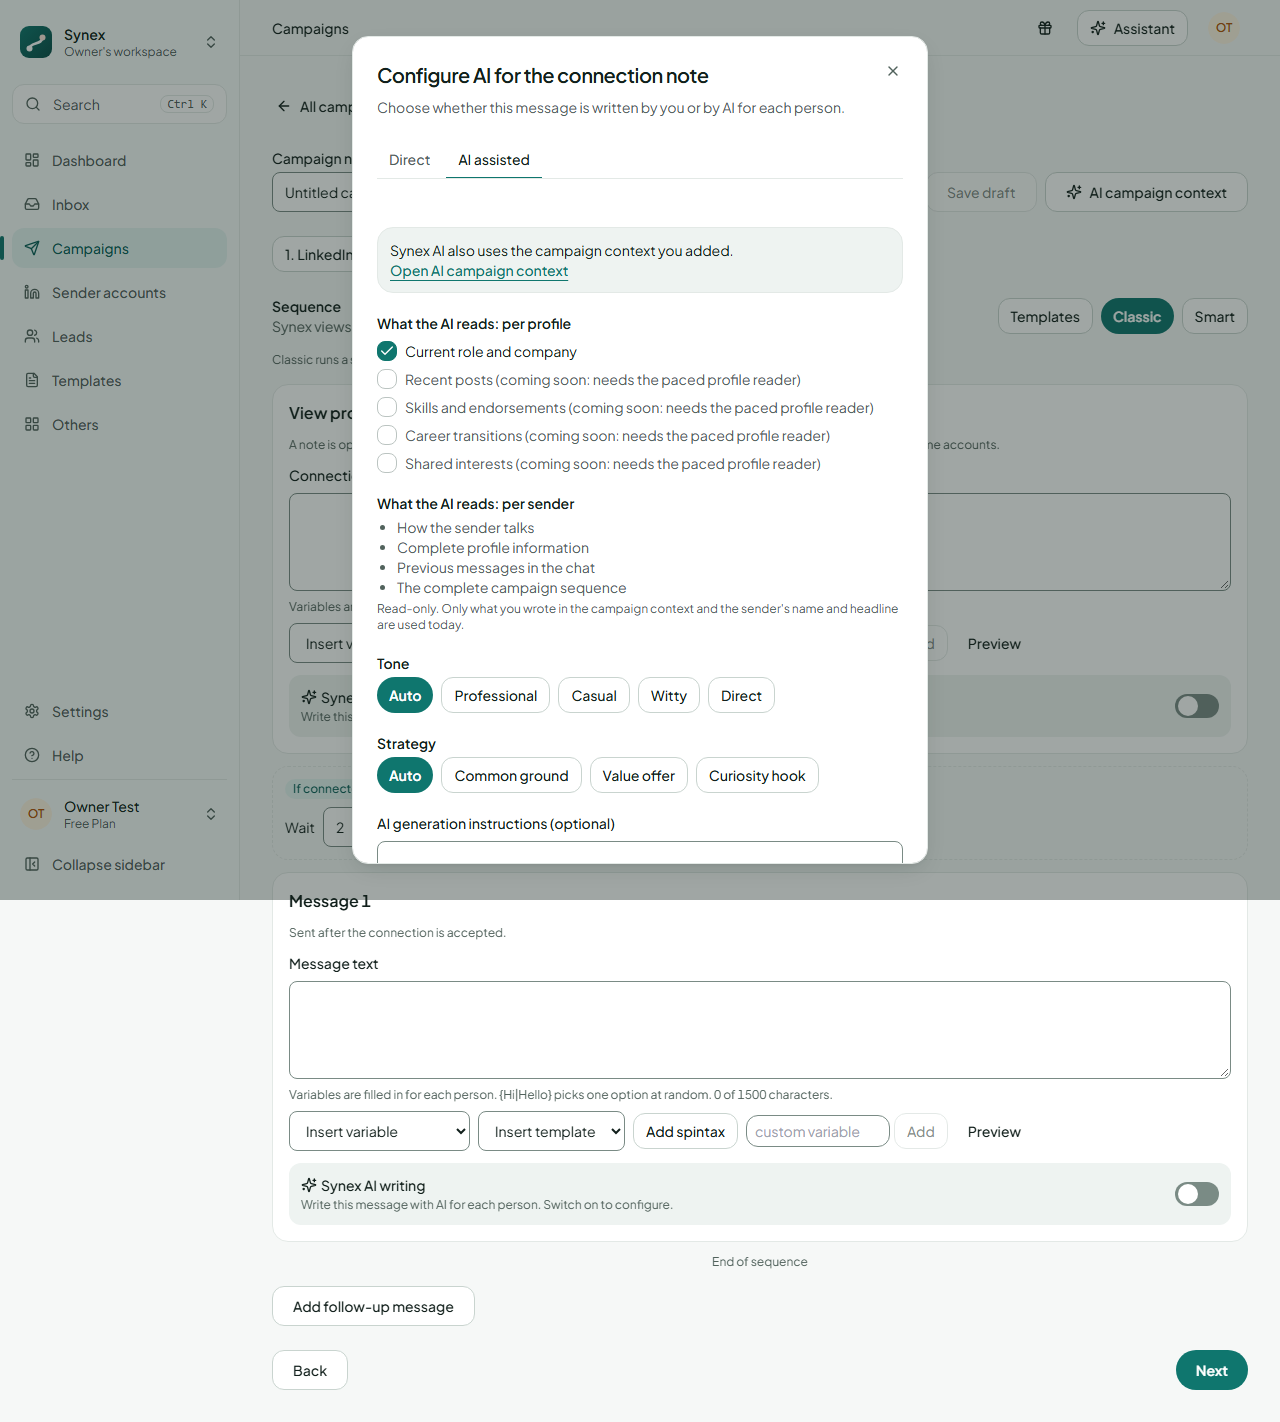 Synex
Owner's workspace
Search
Ctrl K
Dashboard
Inbox
Campaigns
Sender accounts
Leads
Templates
Others
Settings
Help
OT
Owner Test
Free Plan
Collapse sidebar
Campaigns
Assistant
OT
All camp
Campaign n
Untitled ca
Save draft
AI campaign context
1. LinkedIn
Sequence
Synex views
Classic runs a s
Templates
Classic
Smart
View pro
A note is op
me accounts.
Connecti
Variables ar
Insert v
d
Preview
Syne
Write this
If connect
Wait
2
Configure AI for the connection note
Choose whether this message is written by you or by AI for each person.
Direct
AI assisted
Synex AI also uses the campaign context you added.
Open AI campaign context
What the AI reads: per profile
Current role and company
Recent posts (coming soon: needs the paced profile reader)
Skills and endorsements (coming soon: needs the paced profile reader)
Career transitions (coming soon: needs the paced profile reader)
Shared interests (coming soon: needs the paced profile reader)
What the AI reads: per sender
How the sender talks
Complete profile information
Previous messages in the chat
The complete campaign sequence
Read-only. Only what you wrote in the campaign context and the sender's name and headline
are used today.
Tone
Auto
Professional
Casual
Witty
Direct
Strategy
Auto
Common ground
Value offer
Curiosity hook
AI generation instructions (optional)
Message 1
Sent after the connection is accepted.
Message text
Variables are filled in for each person. {Hi|Hello} picks one option at random. 0 of 1500 characters.
Insert variable
Insert template
Add spintax
custom variable
Add
Preview
Synex AI writing
Write this message with AI for each person. Switch on to configure.
End of sequence
Add follow-up message
Back
Next